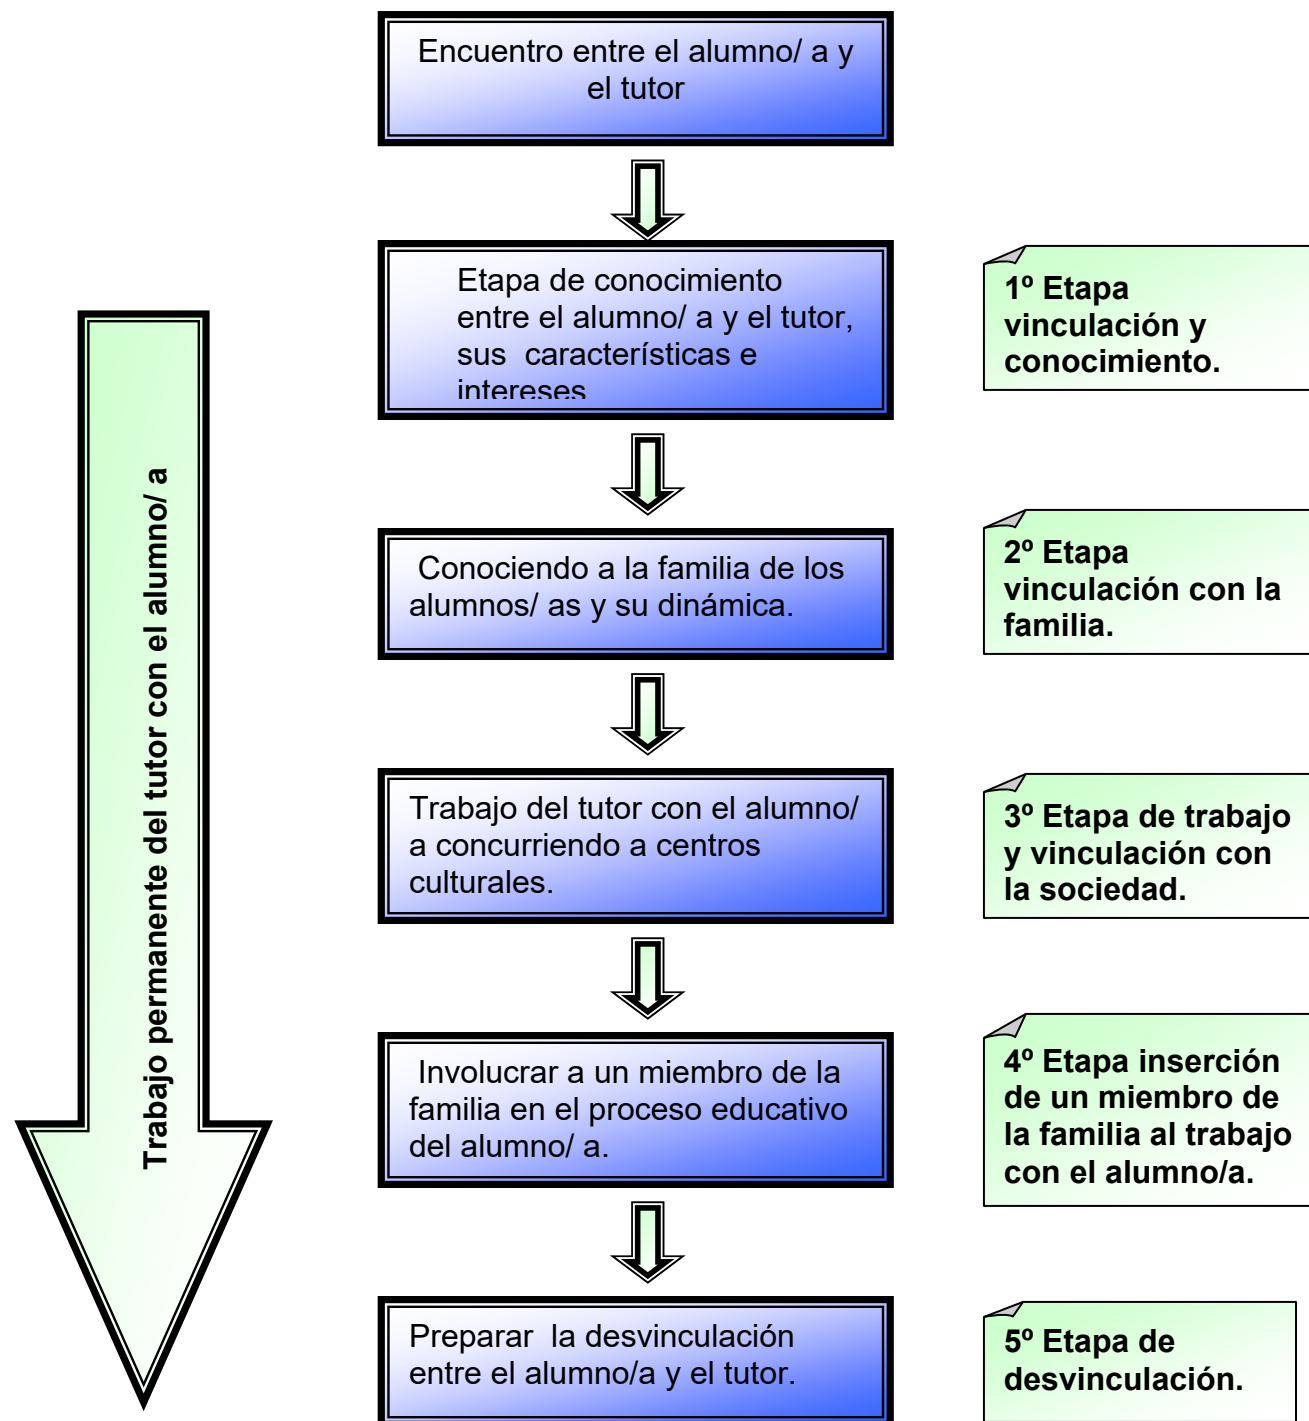 Encuentro entre el alumno/ a y
el tutor
Etapa de conocimiento
entre el alumno/ a y el tutor,
sus  características e
intereses
1º Etapa
vinculación y
conocimiento.
Trabajo permanente del tutor con el alumno/ a
Conociendo a la familia de los
alumnos/ as y su dinámica.
2º Etapa
vinculación con la
familia.
Trabajo del tutor con el alumno/
a concurriendo a centros
culturales.
3º Etapa de trabajo
y vinculación con
la sociedad.
Involucrar a un miembro de la
familia en el proceso educativo
del alumno/ a.
4º Etapa inserción
de un miembro de
la familia al trabajo
con el alumno/a.
Preparar  la desvinculación
entre el alumno/a y el tutor.
5º Etapa de
desvinculación.